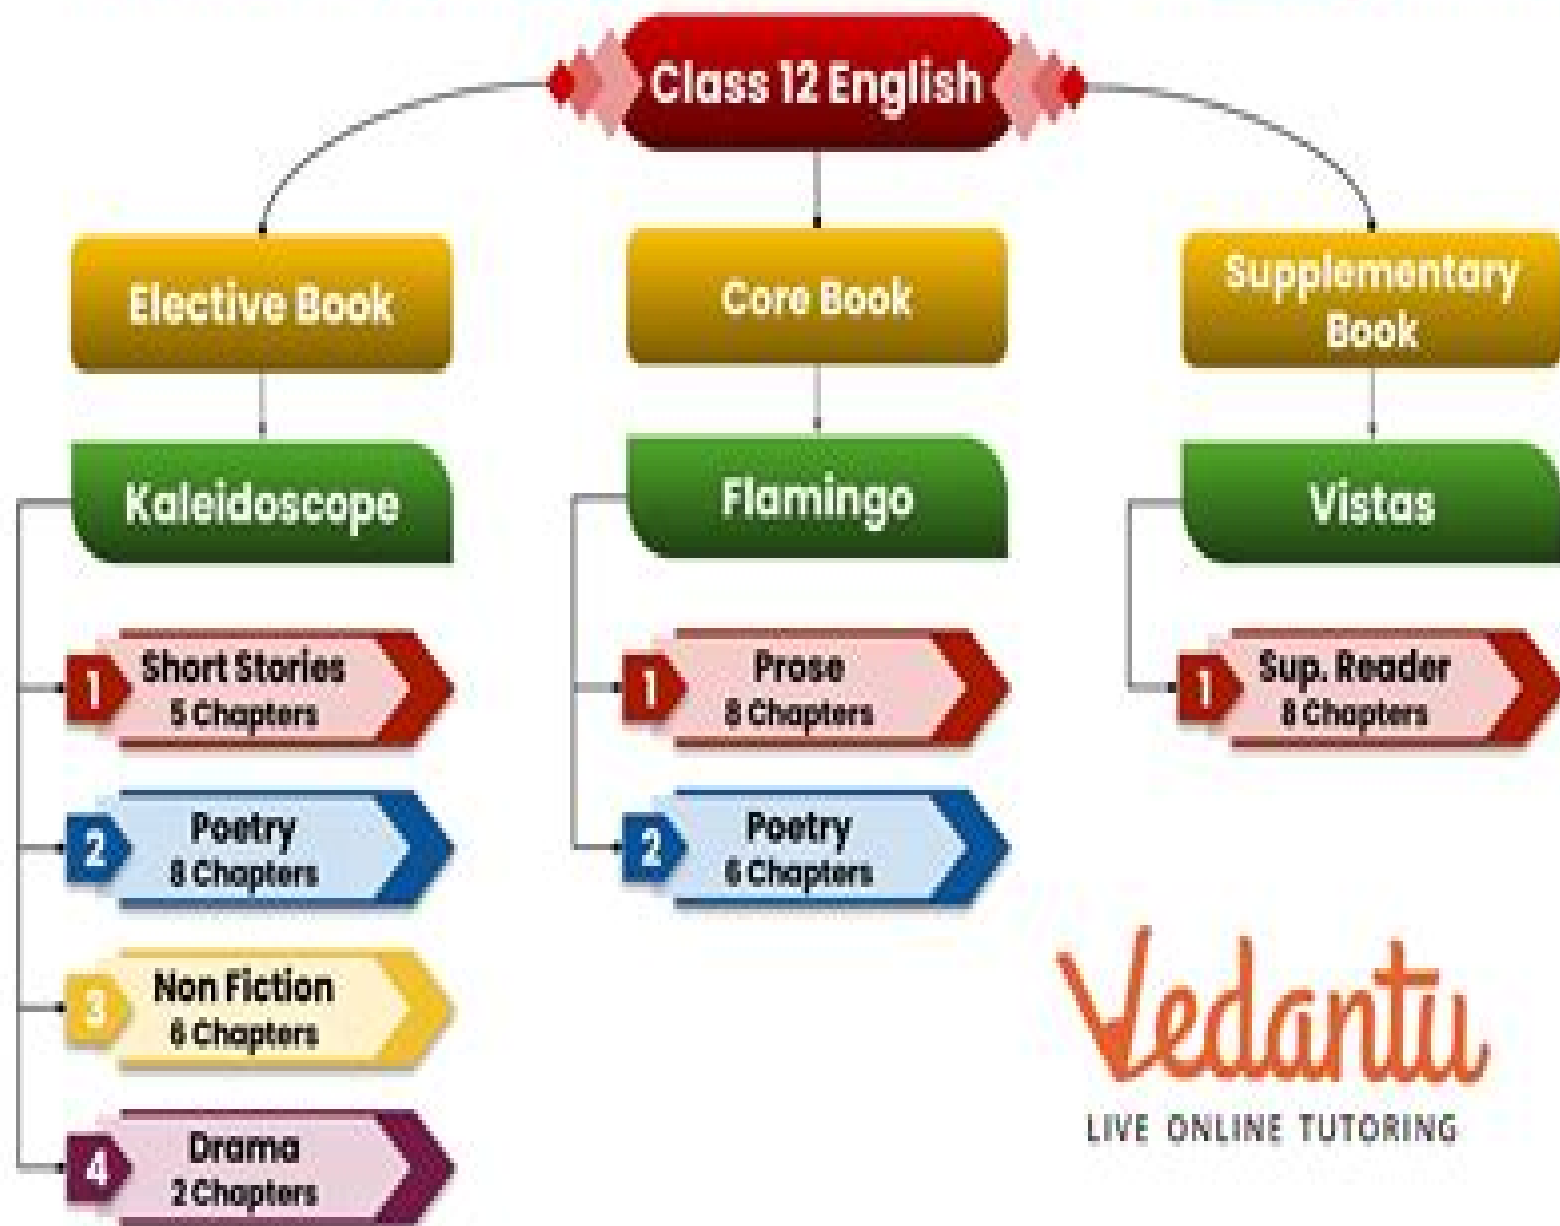 Class 12 English
Elective Book
Core Book
Supplementary
Book
Kaleidoscope
Flamingo
Vistas
1
Short Stories
5 Chapters
2
Poetry
8 Chapters
3
Non Fiction
6 Chapters
4
Drama
2 Chapters
1
Prose
8 Chapters
2
Poetry
6 Chapters
1
Sup. Reader
8 Chapters
Vedantu
LIVE ONLINE TUTORING